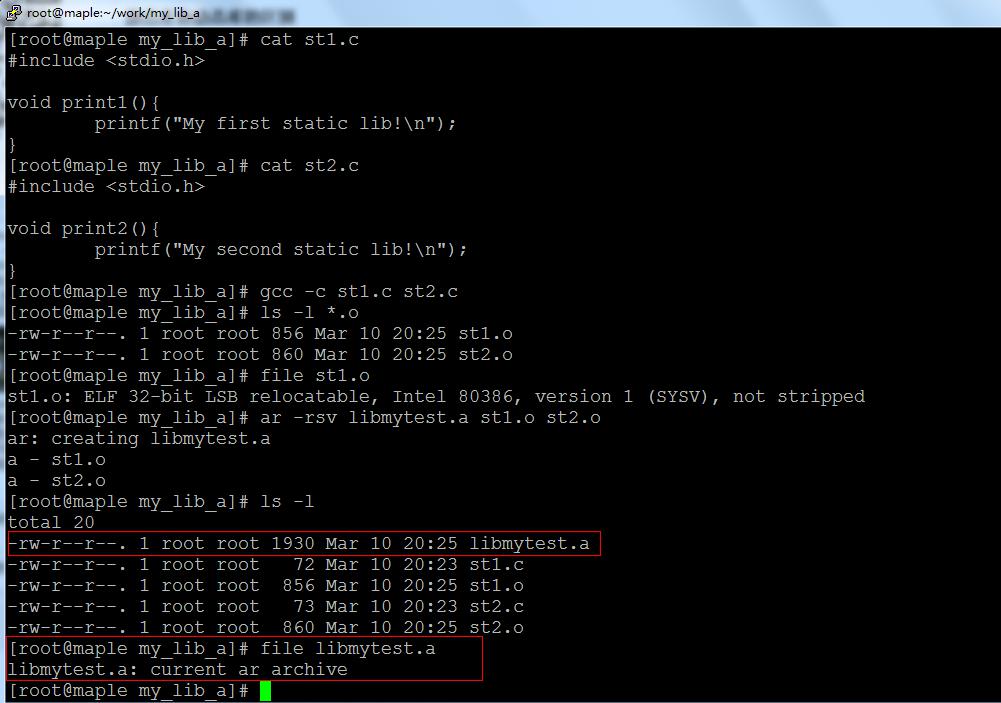 root@maple:~/work/my_lib_a
[root@maple my_lib_a]# cat st1.c
#include <stdio.h>
void print1(){
        printf("My first static lib!\n");
}
[root@maple my_lib_a]# cat st2.c
#include <stdio.h>
void print2(){
        printf("My second static lib!\n");
}
[root@maple my_lib_a]# gcc -c st1.c st2.c
[root@maple my_lib_a]# ls -l *.o
-rw-r--r--. 1 root root 856 Mar 10 20:25 st1.o
-rw-r--r--. 1 root root 860 Mar 10 20:25 st2.o
[root@maple my_lib_a]# file st1.o
st1.o: ELF 32-bit LSB relocatable, Intel 80386, version 1 (SYSV), not stripped
[root@maple my_lib_a]# ar -rsv libmytest.a st1.o st2.o
ar: creating libmytest.a
a - st1.o
a - st2.o
[root@maple my_lib_a]# ls -l
total 20
-rw-r--r--. 1 root root 1930 Mar 10 20:25 libmytest.a
-rw-r--r--. 1 root root   72 Mar 10 20:23 st1.c
-rw-r--r--. 1 root root  856 Mar 10 20:25 st1.o
-rw-r--r--. 1 root root   73 Mar 10 20:23 st2.c
-rw-r--r--. 1 root root  860 Mar 10 20:25 st2.o
[root@maple my_lib_a]# file libmytest.a
libmytest.a: current ar archive
[root@maple my_lib_a]#